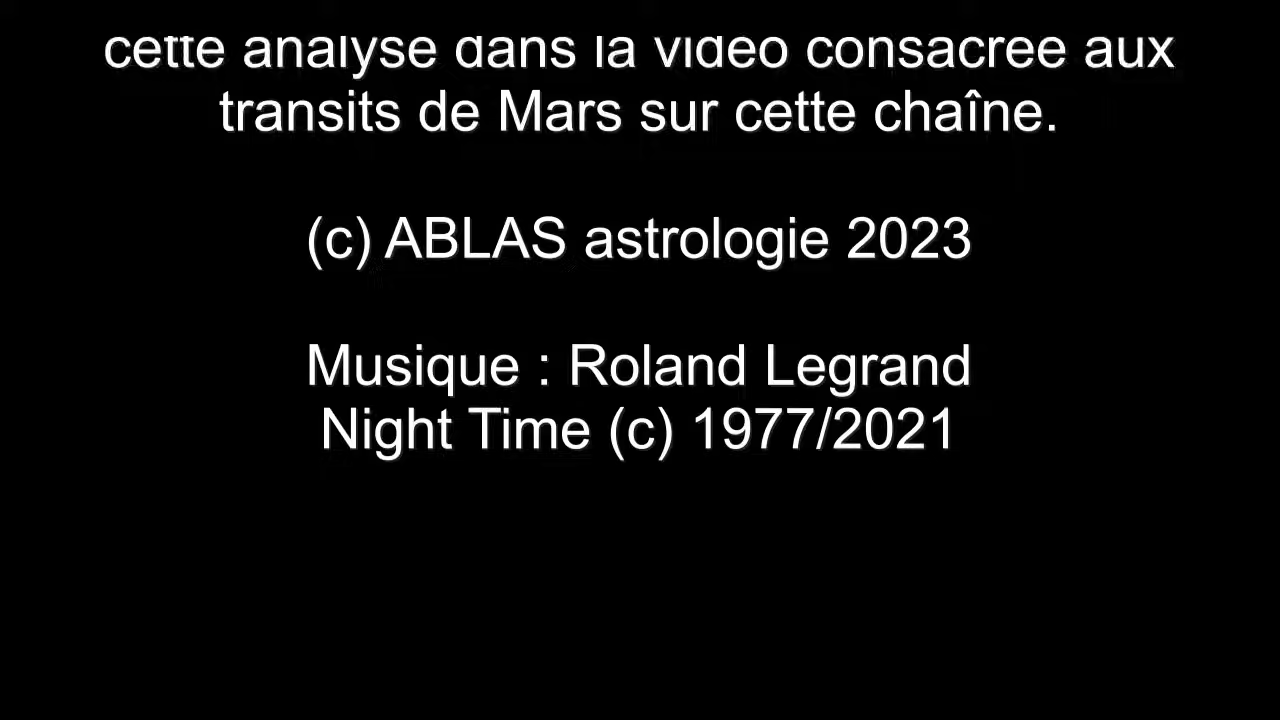 cette analyse dans la vidéo consacrée aux
transits de Mars sur cette chaîne.
(c) ABLAS astrologie 2023
Musique : Roland Legrand
Night Time (c) 1977/2021